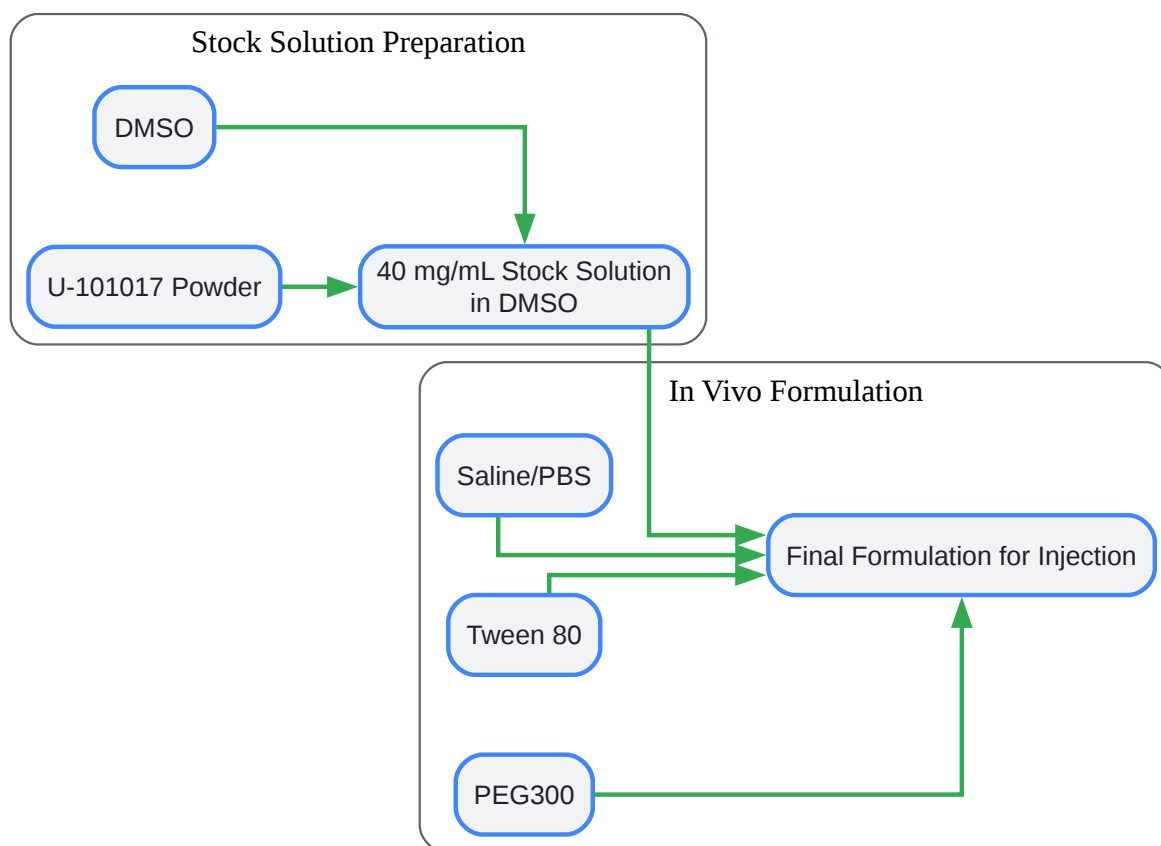 Stock Solution Preparation
DMSO
U-101017 Powder
40 mg/mL Stock Solution
in DMSO
In Vivo Formulation
Saline/PBS
Final Formulation for Injection
Tween 80
PEG300